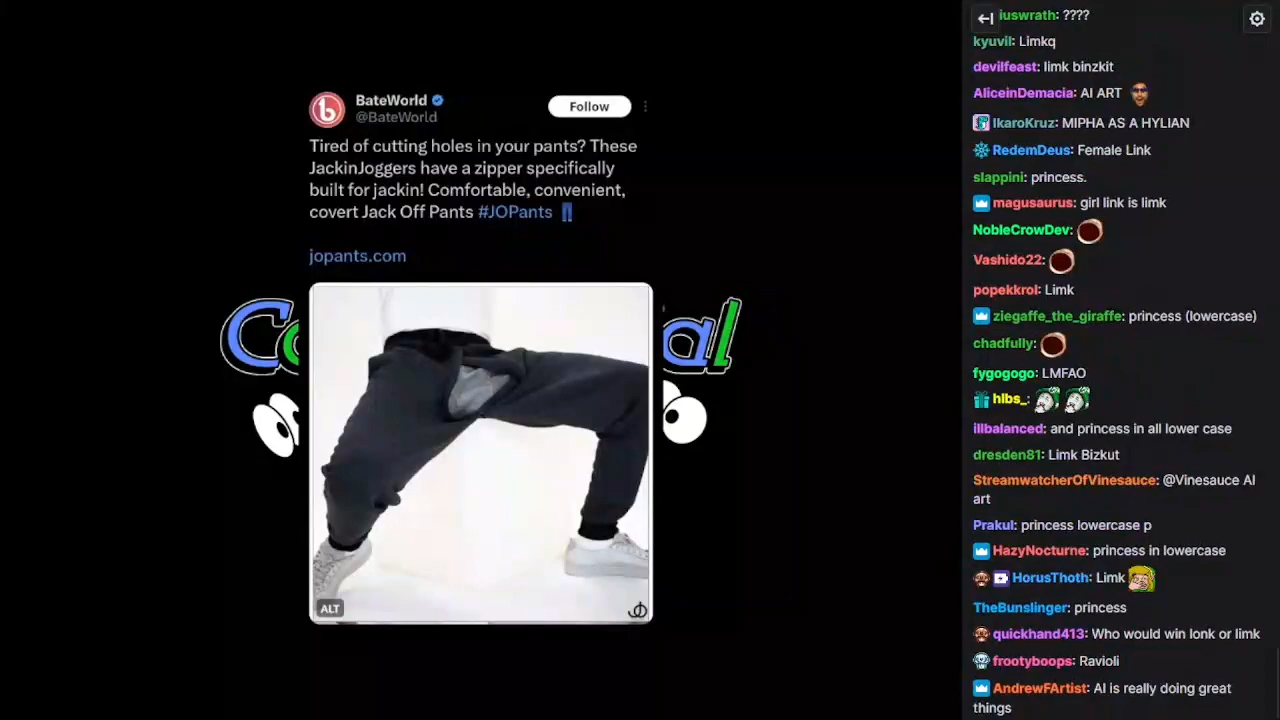 BateWorld
@BateWorld
Follow
Tired of cutting holes in your pants? These
JackinJoggers have a zipper specifically
built for jackin! Comfortable, convenient,
covert Jack Off Pants #JOPants
jopants.com
al
ALT
iuswrath: ????
kyuvil: Limkq
devilfeast: limk binzkit
AliceinDemacia: AI ART
IkaroKruz: MIPHA AS A HYLIAN
RedemDeus: Female Link
slappini: princess.
magusaurus: girl link is limk
NobleCrowDev:
Vashido22:
popekkrol: Limk
ziegaffe_the_giraffe: princess (lowercase)
chadfully:
fygogogo: LMFAO
hlbs_:
illbalanced: and princess in all lower case
dresden81: Limk Bizkut
StreamwatcherOfVinesauce: @Vinesauce AI
art
Prakul: princess lowercase p
HazyNocturne: princess in lowercase
HorusThoth: Limk
TheBunslinger: princess
quickhand413: Who would win lonk or limk
frootyboops: Ravioli
AndrewFArtist: AI is really doing great
things